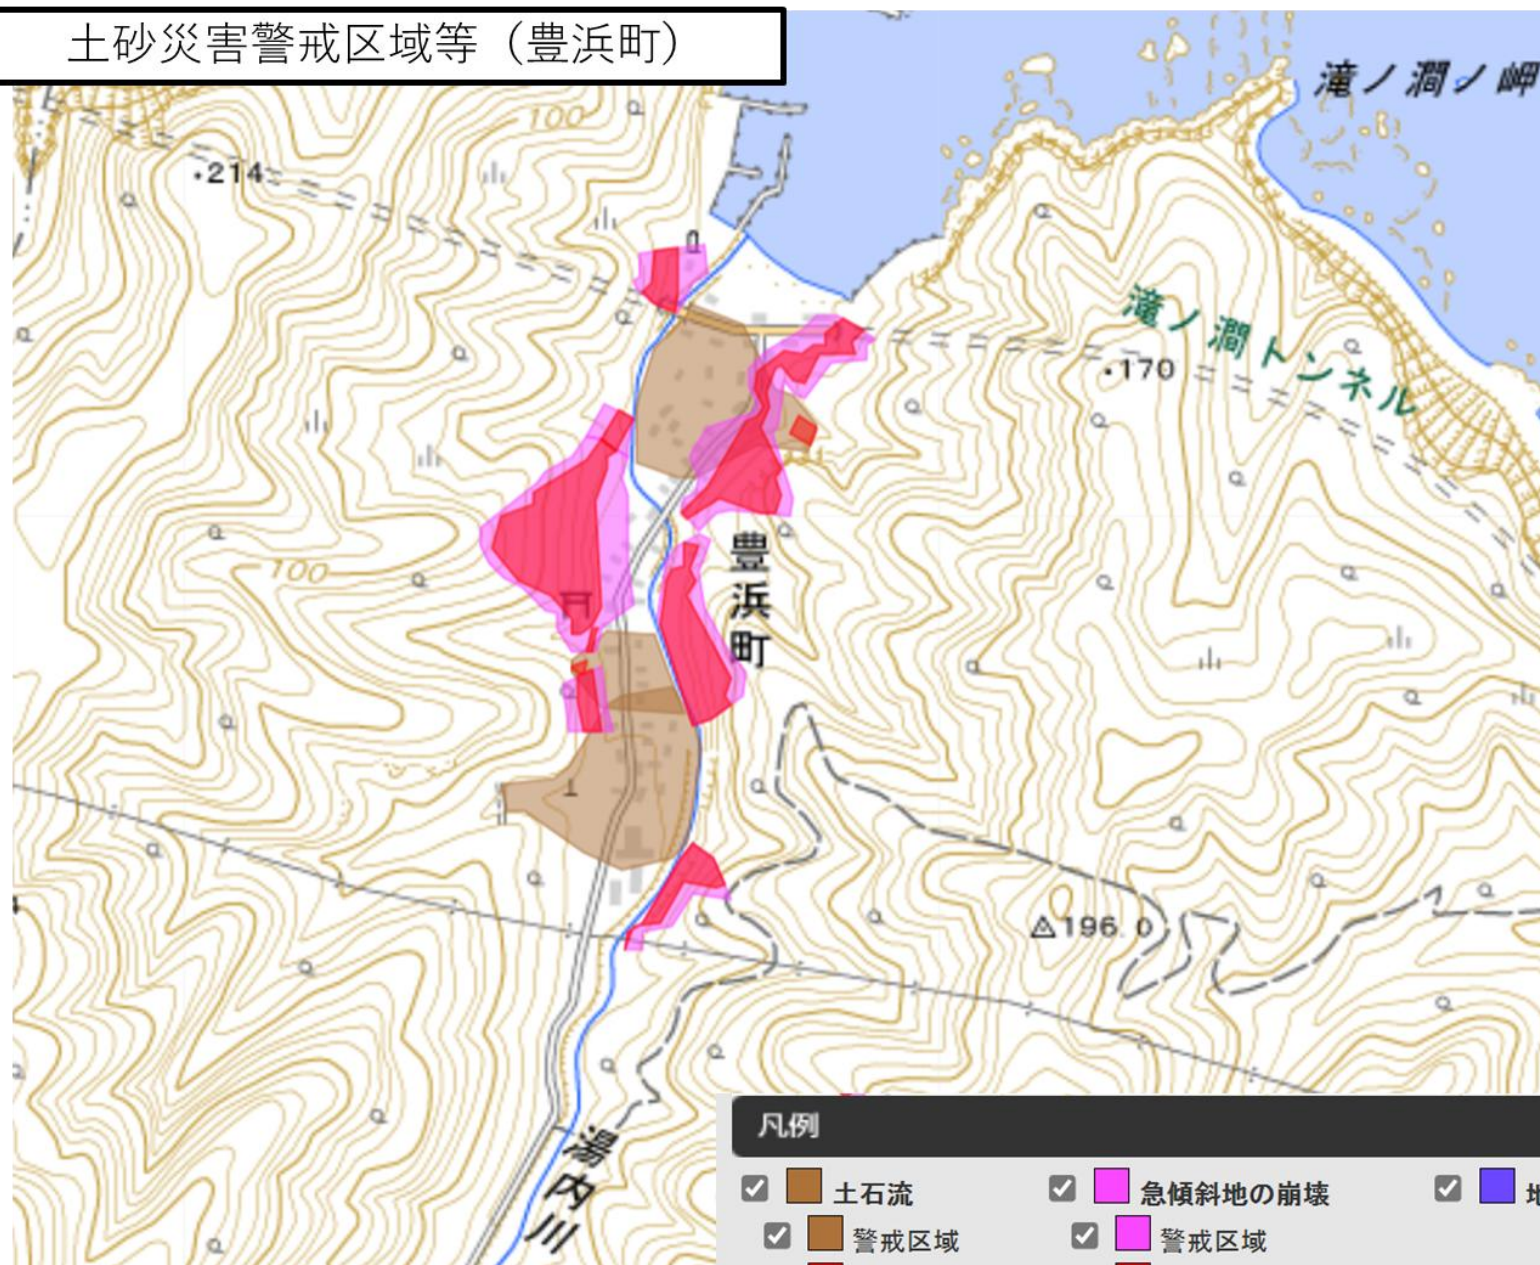 土砂災害警戒区域等（豊浜町）
滝ノ澗ノ岬
100
214
滝ノ澗トンネル
170
豊浜町
100
196.0
湯内川
凡例
土石流
急傾斜地の崩壊
警戒区域
警戒区域